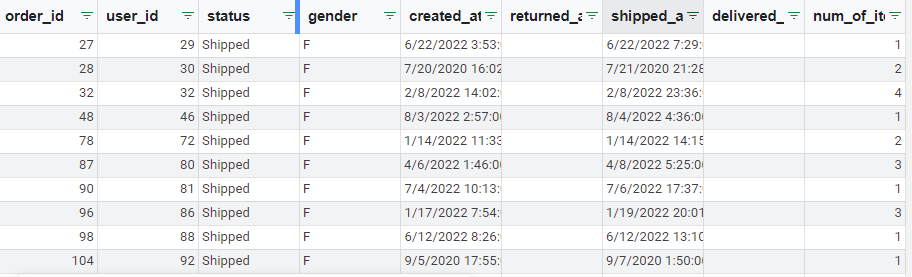 order_id user_id status gender created_at returned_a shipped_a delivered_ num_of_ite
27 29 Shipped F 6/22/2022 3:53: 6/22/2022 7:29: 1
28 30 Shipped F 7/20/2020 16:02 7/21/2020 21:28 2
32 32 Shipped F 2/8/2022 14:02: 2/8/2022 23:36: 4
48 46 Shipped F 8/3/2022 2:57:00 8/4/2022 4:36:00 1
78 72 Shipped F 1/14/2022 11:33 1/14/2022 14:15 2
87 80 Shipped F 4/6/2022 1:46:00 4/8/2022 5:25:00 3
90 81 Shipped F 7/4/2022 10:13: 7/6/2022 17:37: 1
96 86 Shipped F 1/17/2022 7:54: 1/19/2022 20:01 3
98 88 Shipped F 6/12/2022 8:26: 6/12/2022 13:10 1
104 92 Shipped F 9/5/2020 17:55: 9/7/2020 1:50:00 1